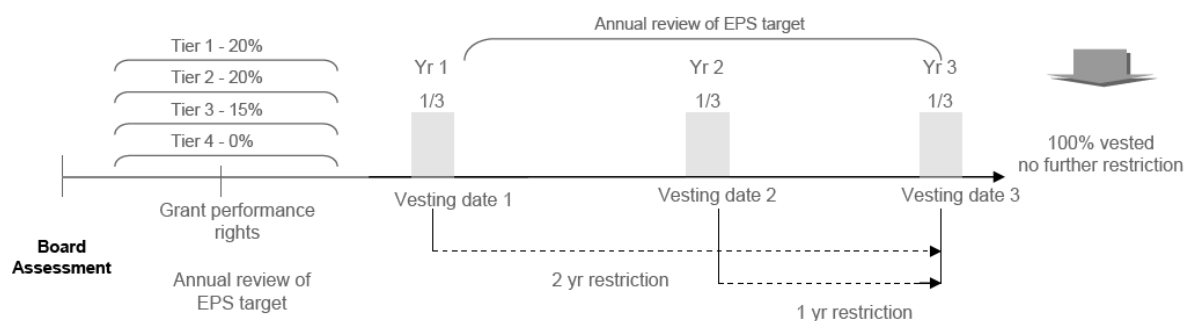 Annual review of EPS target
Tier 1 - 20%
Tier 2 - 20%
Tier 3 - 15%
Tier 4 - 0%
Yr 1
1/3
Yr 2
1/3
Yr 3
1/3
100% vested
no further restriction
Board
Assessment
Grant performance
rights
Annual review of
EPS target
Vesting date 1
Vesting date 2
Vesting date 3
2 yr restriction
1 yr restriction